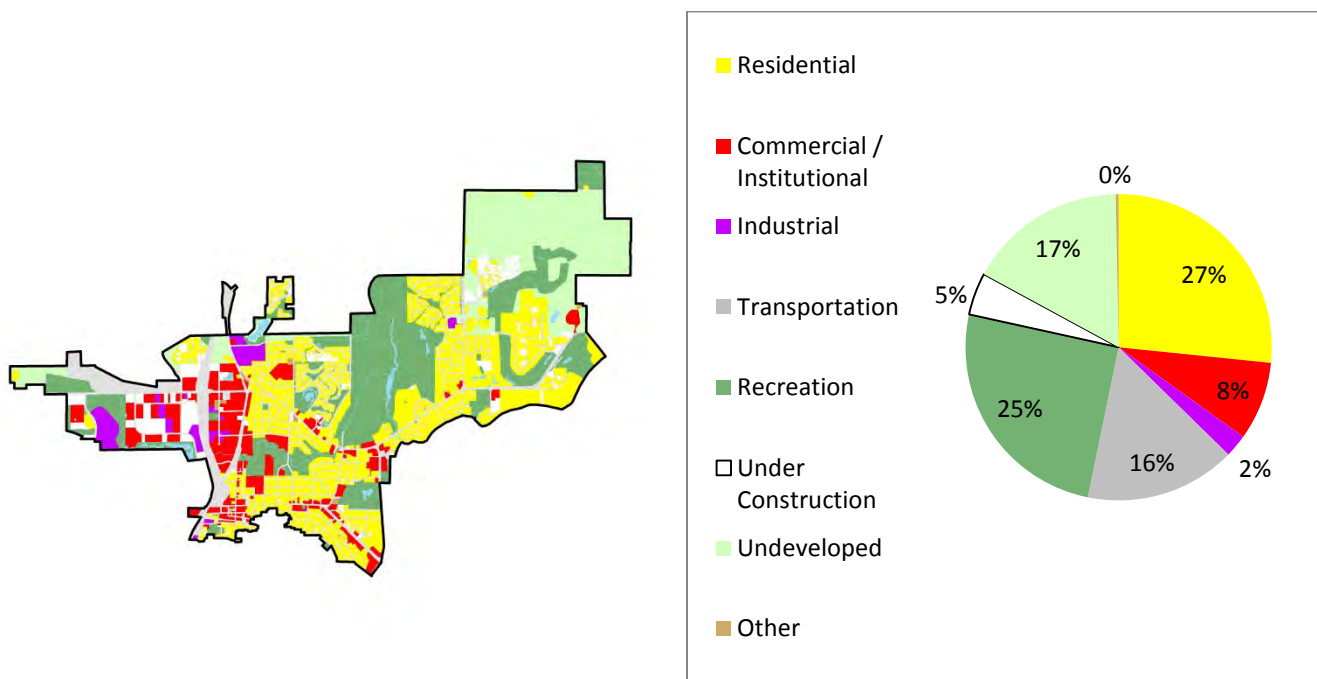 Residential
Commercial /
Institutional
Industrial
Transportation
Recreation
Under
Construction
Undeveloped
Other
0%
27%
8%
2%
16%
25%
5%
17%